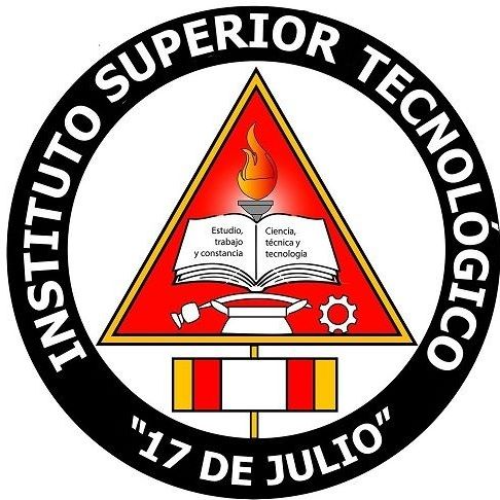 INSTITUTO SUPERIOR TECNOLÓGICO
Estudio,
trabajo
y constancia
Ciencia,
técnica y
tecnología
"17 DE JULIO"